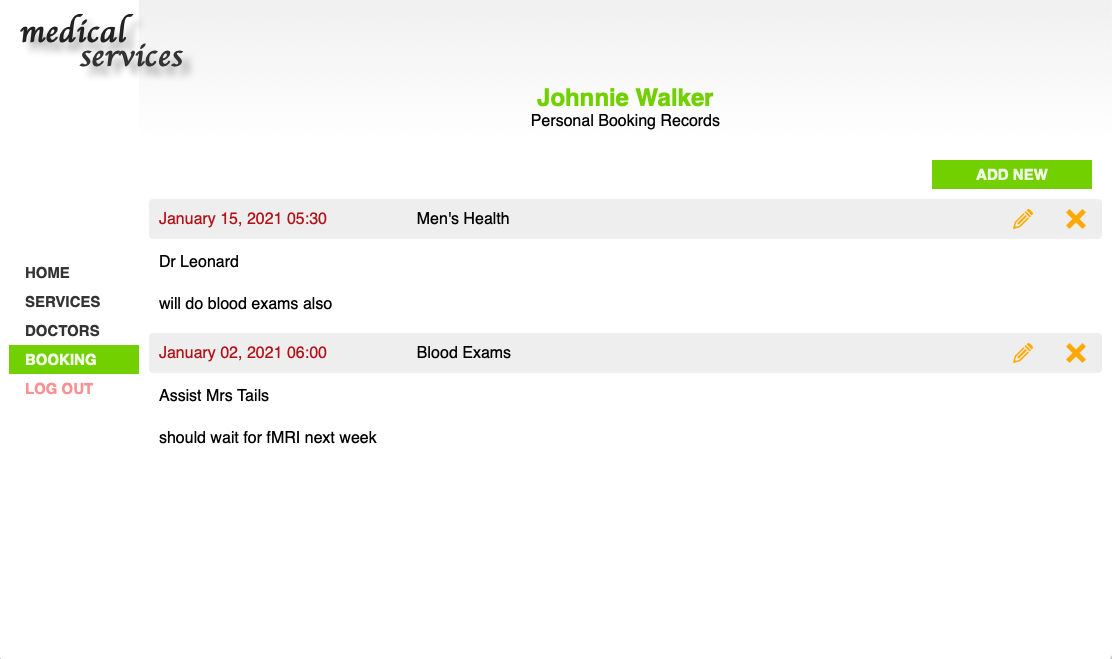 medical
services
Johnnie Walker
Personal Booking Records
ADD NEW
January 15, 2021 05:30 Men's Health
Dr Leonard
will do blood exams also
January 02, 2021 06:00 Blood Exams
Assist Mrs Tails
should wait for fMRI next week
HOME
SERVICES
DOCTORS
BOOKING
LOG OUT